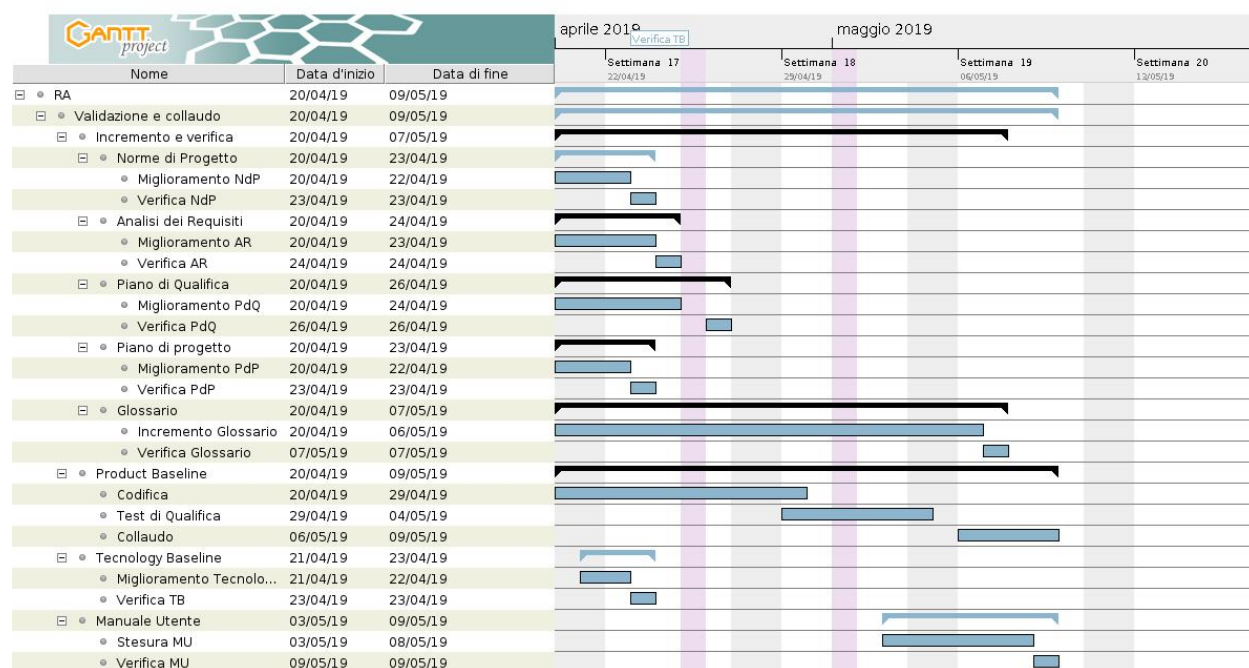 GANTT
project
aprile 2019
maggio 2019
Verifica TB
Settimana 17
22/04/19
Settimana 18
29/04/19
Settimana 19
06/05/19
Settimana 20
13/05/19
Nome Data d'inizio Data di fine
RA 20/04/19 09/05/19
Validazione e collaudo 20/04/19 09/05/19
Incremento e verifica 20/04/19 07/05/19
Norme di Progetto 20/04/19 23/04/19
Miglioramento NdP 20/04/19 22/04/19
Verifica NdP 23/04/19 23/04/19
Analisi dei Requisiti 20/04/19 24/04/19
Miglioramento AR 20/04/19 23/04/19
Verifica AR 24/04/19 24/04/19
Piano di Qualifica 20/04/19 26/04/19
Miglioramento PdQ 20/04/19 24/04/19
Verifica PdQ 26/04/19 26/04/19
Piano di progetto 20/04/19 23/04/19
Miglioramento PdP 20/04/19 22/04/19
Verifica PdP 23/04/19 23/04/19
Glossario 20/04/19 07/05/19
Incremento Glossario 20/04/19 06/05/19
Verifica Glossario 07/05/19 07/05/19
Product Baseline 20/04/19 09/05/19
Codifica 20/04/19 29/04/19
Test di Qualifica 29/04/19 04/05/19
Collaudo 06/05/19 09/05/19
Tecnology Baseline 21/04/19 23/04/19
Miglioramento Tecnolo... 21/04/19 22/04/19
Verifica TB 23/04/19 23/04/19
Manuale Utente 03/05/19 09/05/19
Stesura MU 03/05/19 08/05/19
Verifica MU 09/05/19 09/05/19